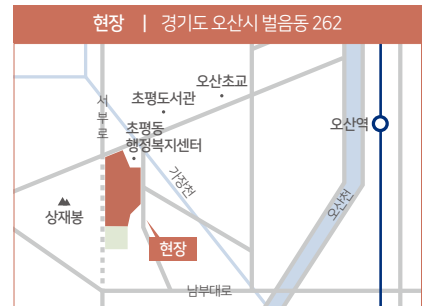 현장 | 경기도 오산시 벌음동 262
오산초교
초평도서관
서부로
오산역
초평동
행정복지센터
가장천
오산천
상재봉
현장
남부대로